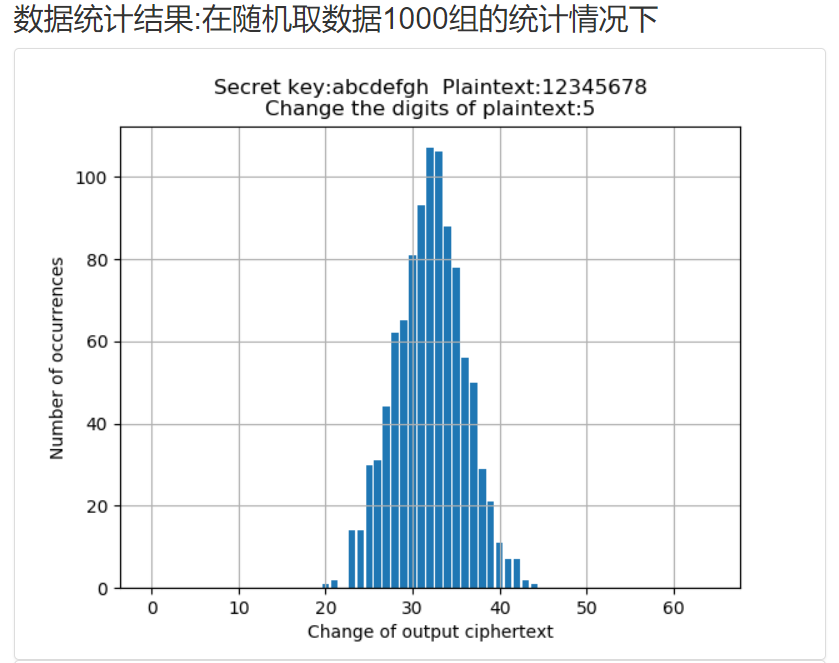 数据统计结果:在随机取数据1000组的统计情况下
Secret key:abcdefgh  Plaintext:12345678
Change the digits of plaintext:5
100
80
60
40
20
0
Number of occurrences
0 10 20 30 40 50 60
Change of output ciphertext